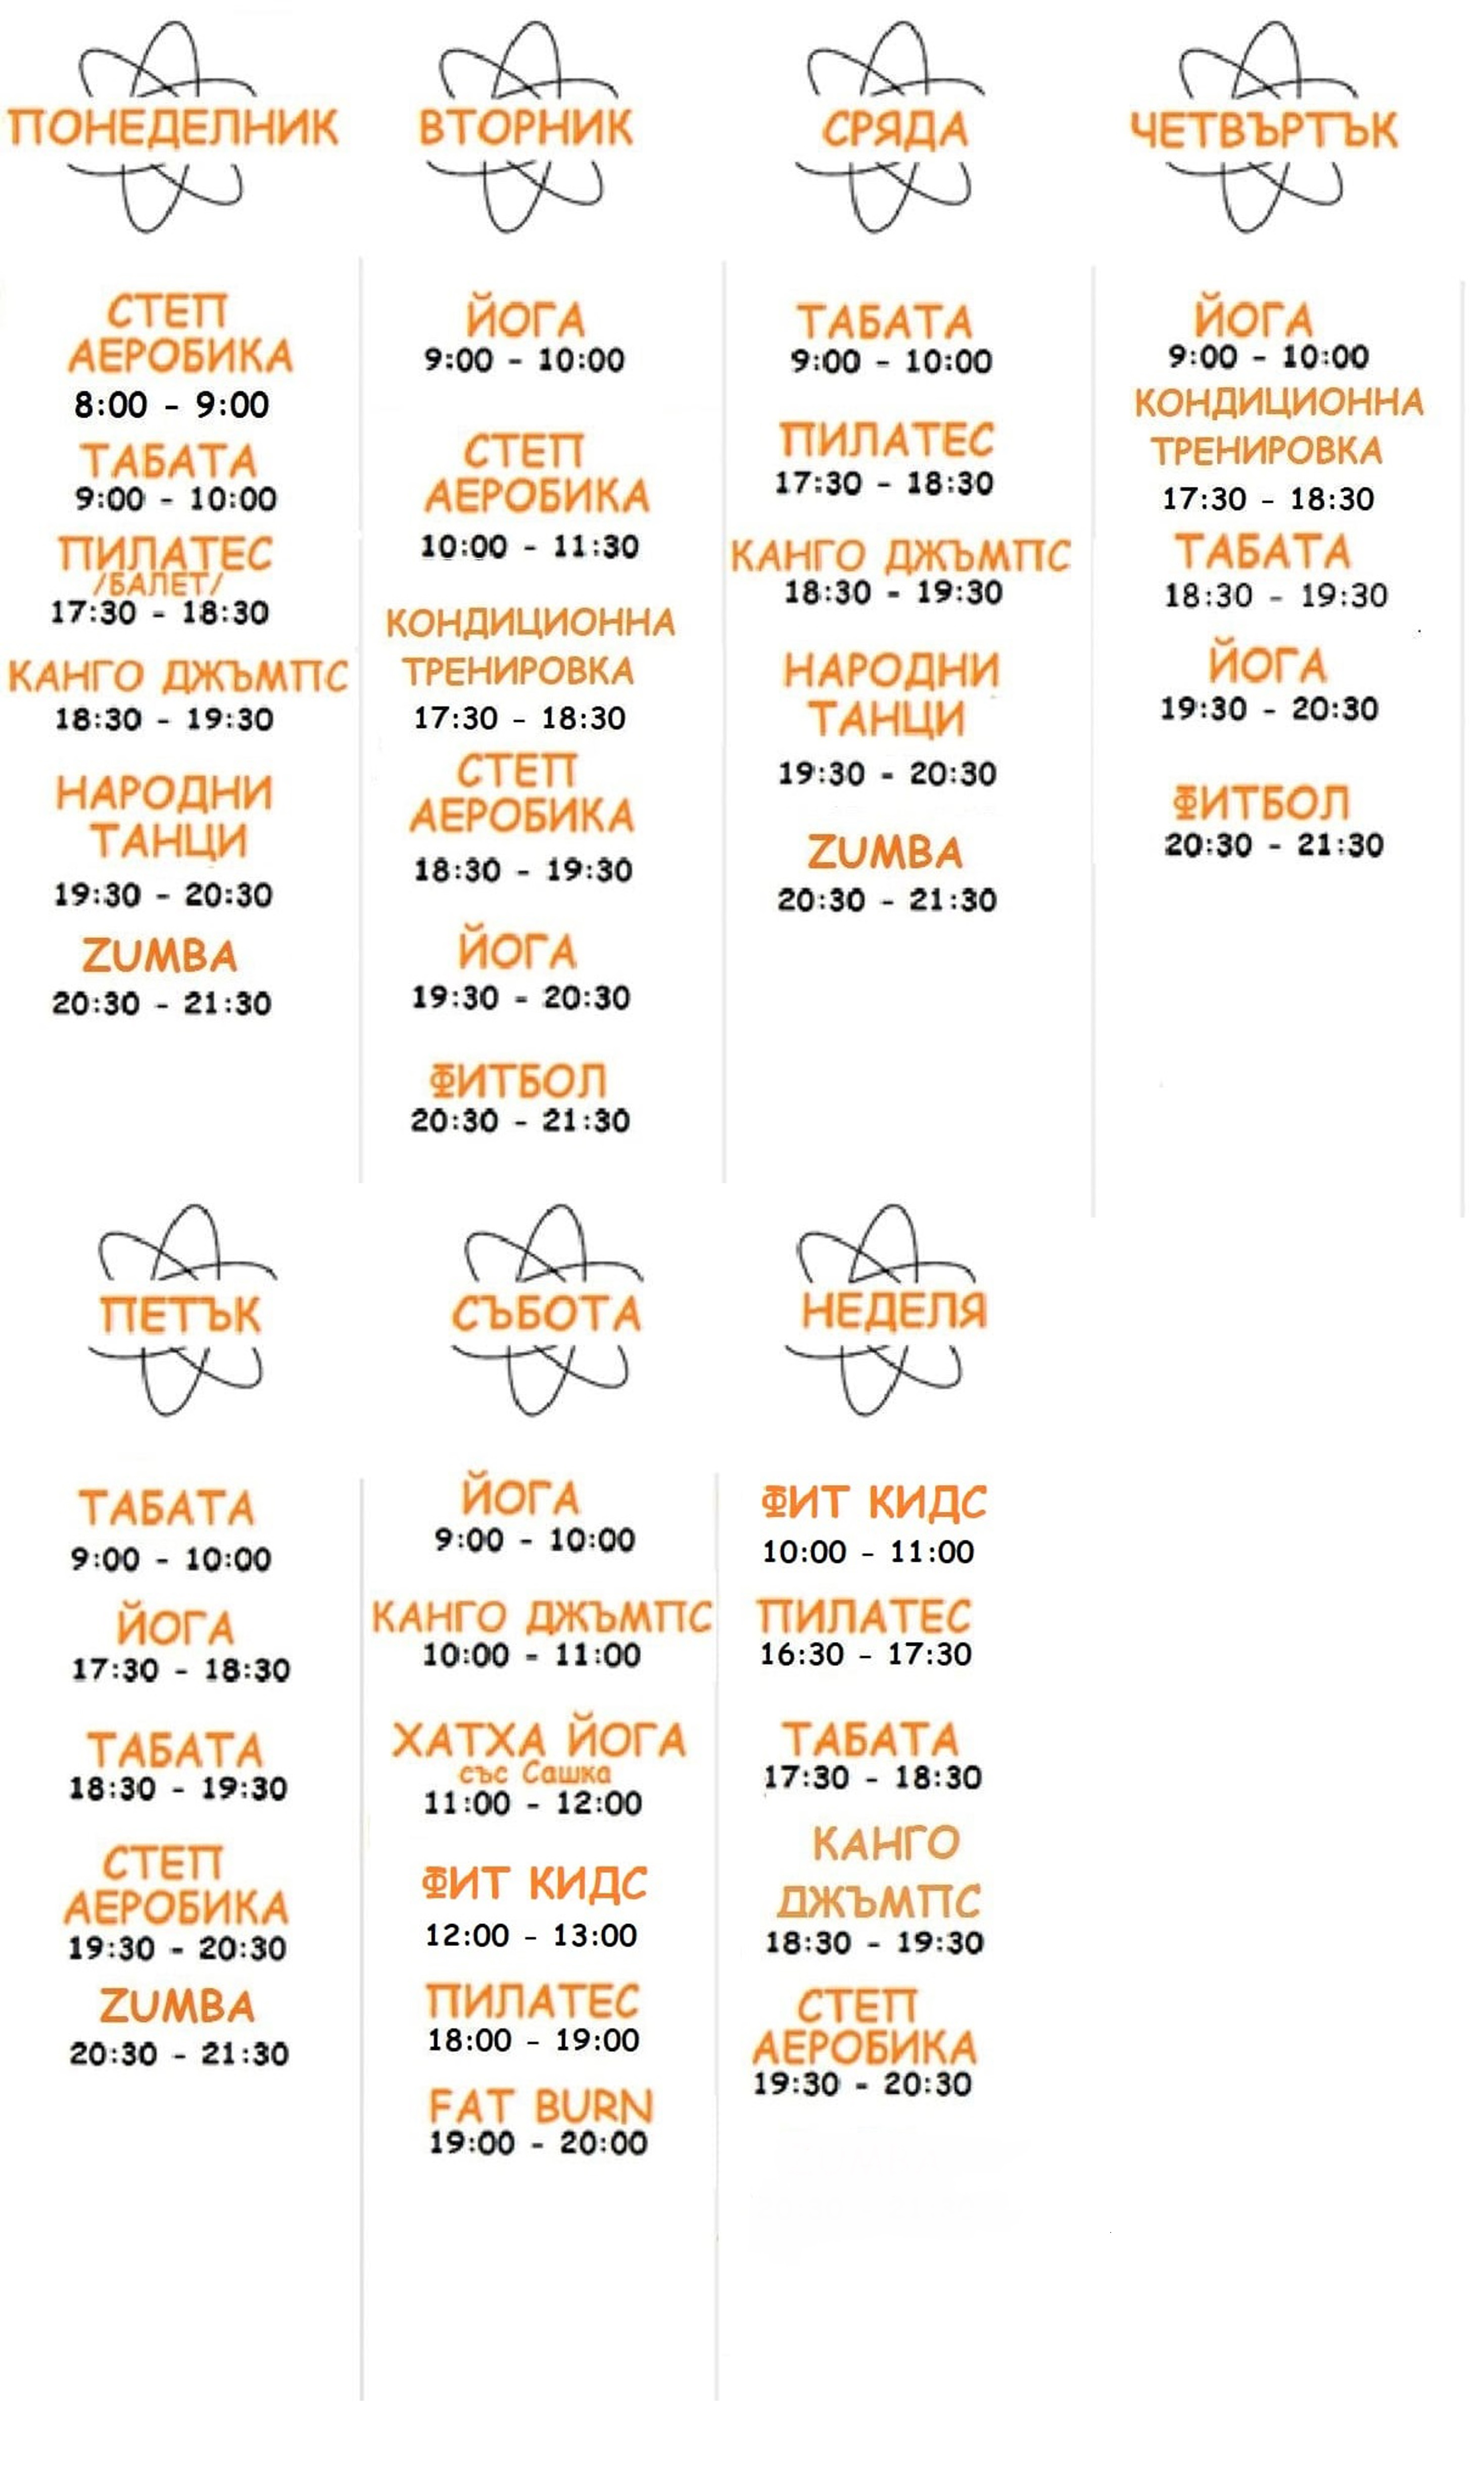 ПОНЕДЕЛНИК
СТЕП
АЕРОБИКА
8:00 - 9:00
ТАБАТА
9:00 - 10:00
ПИЛАТЕС
/БАЛЕТ/
17:30 - 18:30
КАНГО ДЖЪМПС
18:30 - 19:30
НАРОДНИ
ТАНЦИ
19:30 - 20:30
ZUMBA
20:30 - 21:30
ВТОРНИК
ЙОГА
9:00 - 10:00
СТЕП
АЕРОБИКА
10:00 - 11:30
КОНДИЦИОННА
ТРЕНИРОВКА
17:30 - 18:30
СТЕП
АЕРОБИКА
18:30 - 19:30
ЙОГА
19:30 - 20:30
ФИТБОЛ
20:30 - 21:30
СРЯДА
ТАБАТА
9:00 - 10:00
ПИЛАТЕС
17:30 - 18:30
КАНГО ДЖЪМПС
18:30 - 19:30
НАРОДНИ
ТАНЦИ
19:30 - 20:30
ZUMBA
20:30 - 21:30
ЧЕТВЪРТЪК
ЙОГА
9:00 - 10:00
КОНДИЦИОННА
ТРЕНИРОВКА
17:30 - 18:30
ТАБАТА
18:30 - 19:30
ЙОГА
19:30 - 20:30
ФИТБОЛ
20:30 - 21:30
ПЕТЪК
ТАБАТА
9:00 - 10:00
ЙОГА
17:30 - 18:30
ТАБАТА
18:30 - 19:30
СТЕП
АЕРОБИКА
19:30 - 20:30
ZUMBA
20:30 - 21:30
СЪБОТА
ЙОГА
9:00 - 10:00
КАНГО ДЖЪМПС
10:00 - 11:00
ХАТХА ЙОГА
със Сашка
11:00 - 12:00
ФИТ КИДС
12:00 - 13:00
ПИЛАТЕС
18:00 - 19:00
FAT BURN
19:00 - 20:00
НЕДЕЛЯ
ФИТ КИДС
10:00 - 11:00
ПИЛАТЕС
16:30 - 17:30
ТАБАТА
17:30 - 18:30
КАНГО
ДЖЪМПС
18:30 - 19:30
СТЕП
АЕРОБИКА
19:30 - 20:30